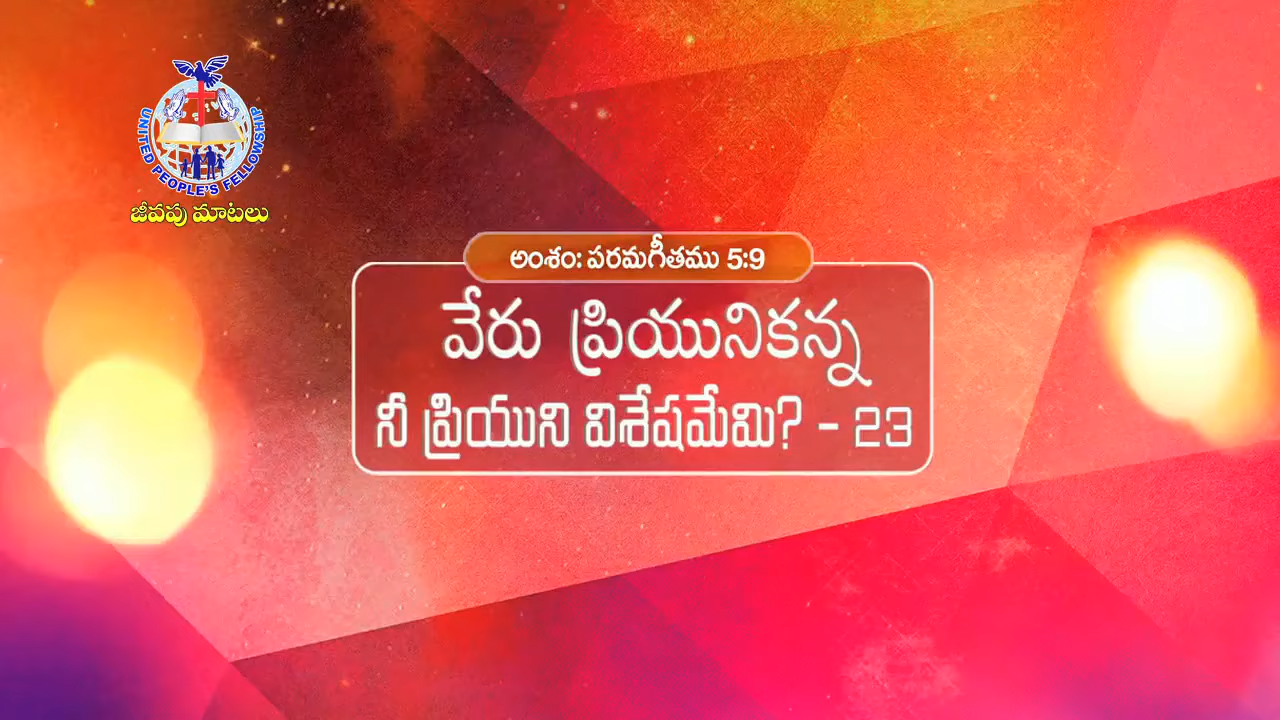 UNITED PEOPLE'S FELLOWSHIP
జీవపు మాటలు
అంశం: పరమగీతము 5:9
వేరు ప్రియునికన్న
నీ ప్రియుని విశేషమేమి? - 23